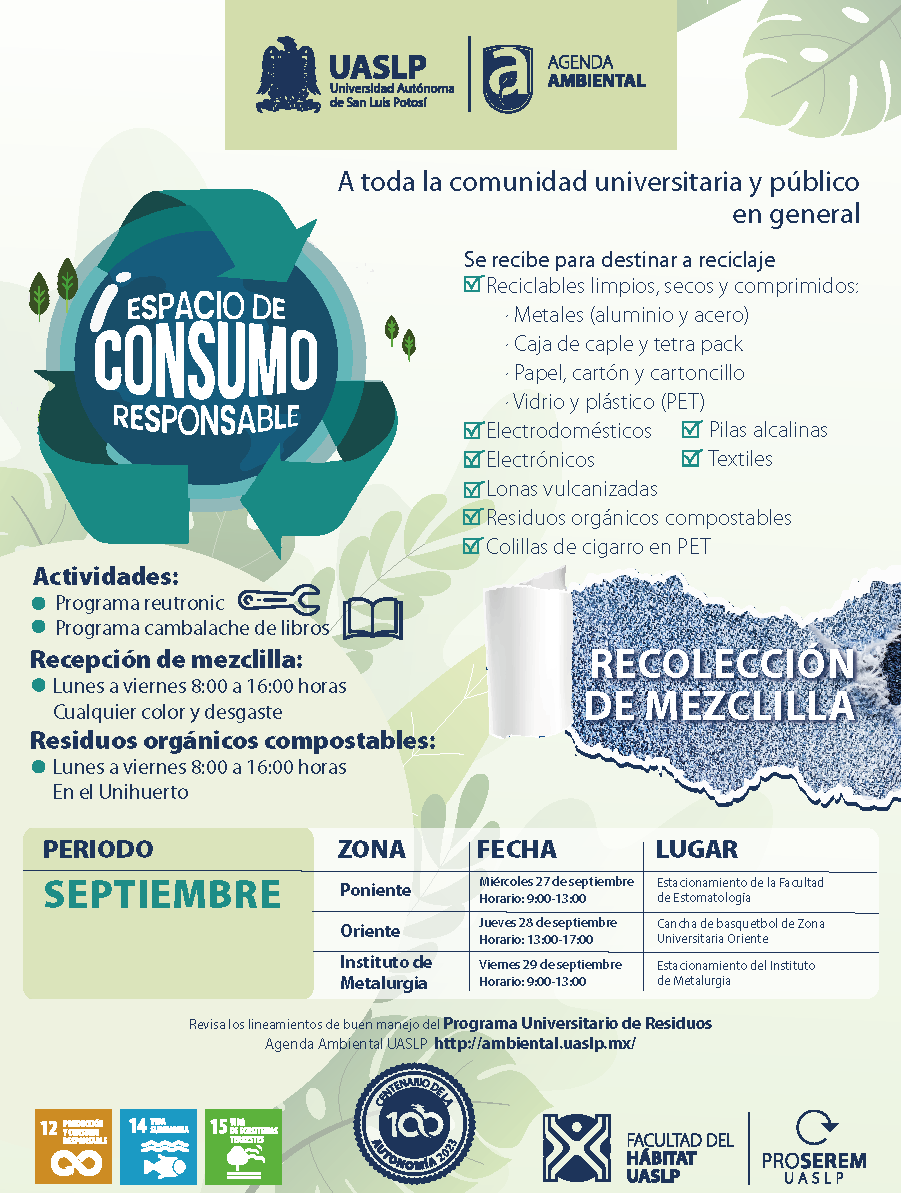 UASLP
Universidad Autónoma
de San Luis Potosí
AGENDA
AMBIENTAL
A toda la comunidad universitaria y público
en general
ESPACIO DE
CONSUMO
RESPONSABLE
Se recibe para destinar a reciclaje
Reciclables limpios, secos y comprimidos:
· Metales (aluminio y acero)
· Caja de caple y tetra pack
· Papel, cartón y cartoncillo
· Vidrio y plástico (PET)
Electrodomésticos
Pilas alcalinas
Electrónicos
Textiles
Lonas vulcanizadas
Residuos orgánicos compostables
Colillas de cigarro en PET
Actividades:
Programa reutronic
Programa cambalache de libros
Recepción de mezclilla:
Lunes a viernes 8:00 a 16:00 horas
Cualquier color y desgaste
Residuos orgánicos compostables:
Lunes a viernes 8:00 a 16:00 horas
En el Unihuerto
RECOLECCIÓN
DE MEZCLILLA
PERIODO
ZONA
FECHA
LUGAR
SEPTIEMBRE
Poniente
Miércoles 27 de septiembre
Horario: 9:00-13:00
Estacionamiento de la Facultad
de Estomatología
Oriente
Jueves 28 de septiembre
Horario: 13:00-17:00
Cancha de basquetbol de Zona
Universitaria Oriente
Instituto de
Metalurgia
Viernes 29 de septiembre
Horario: 9:00-13:00
Estacionamiento del Instituto
de Metalurgia
Revisa los lineamientos de buen manejo del Programa Universitario de Residuos
Agenda Ambiental UASLP http://ambiental.uaslp.mx/
12 PRODUCCIÓN
Y CONSUMO
RESPONSABLE
14 VIDA
SUBMARINA
15 VIDA
DE ECOSISTEMAS
TERRESTRES
CENTENARIO DE LA
100
AUTONOMÍA 2023
FACULTAD DEL
HÁBITAT
UASLP
PROSEREM
UASLP